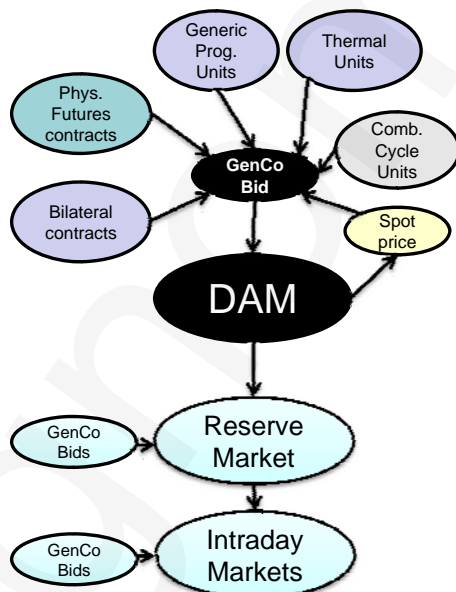 Generic
Prog.
Units
Thermal
Units
Phys.
Futures
contracts
Comb.
Cycle
Units
GenCo
Bid
Bilateral
contracts
Spot
price
DAM
Reserve
Market
GenCo
Bids
Intraday
Markets
GenCo
Bids